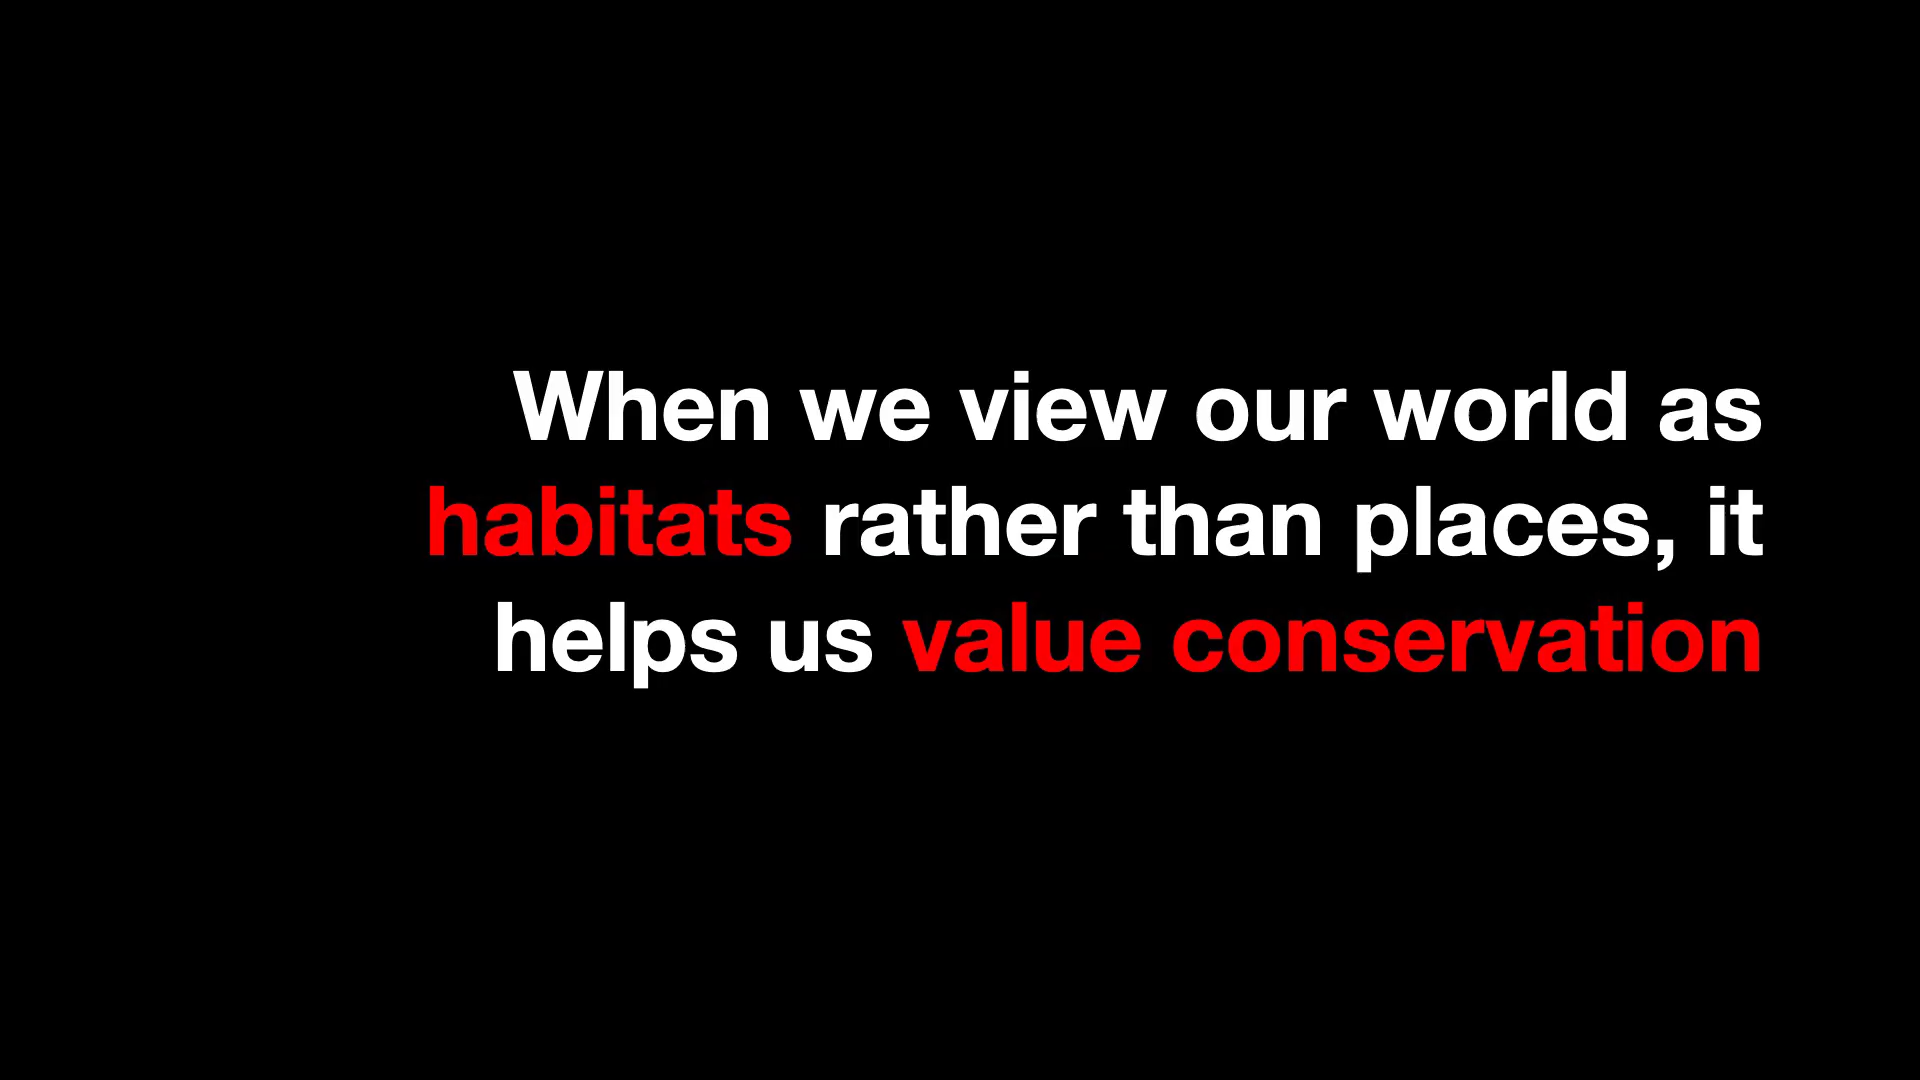 When we view our world as
habitats rather than places, it
helps us value conservation